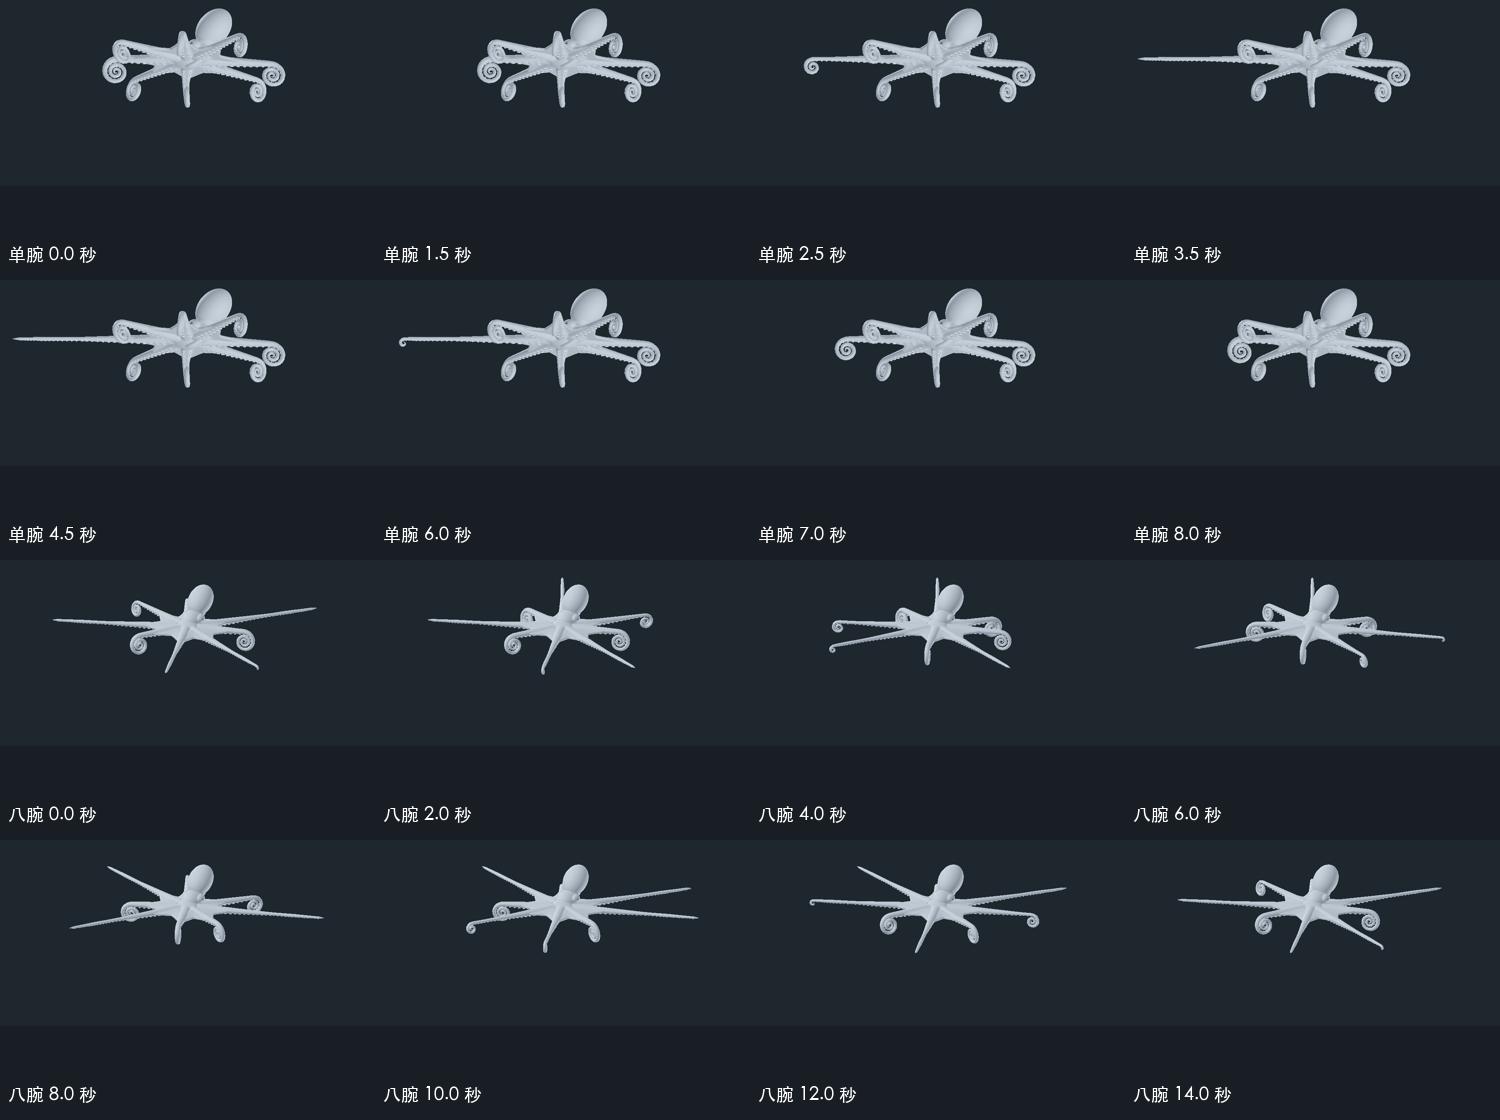 单腕 0.0 秒
单腕 1.5 秒
单腕 2.5 秒
单腕 3.5 秒
单腕 4.5 秒
单腕 6.0 秒
单腕 7.0 秒
单腕 8.0 秒
八腕 0.0 秒
八腕 2.0 秒
八腕 4.0 秒
八腕 6.0 秒
八腕 8.0 秒
八腕 10.0 秒
八腕 12.0 秒
八腕 14.0 秒